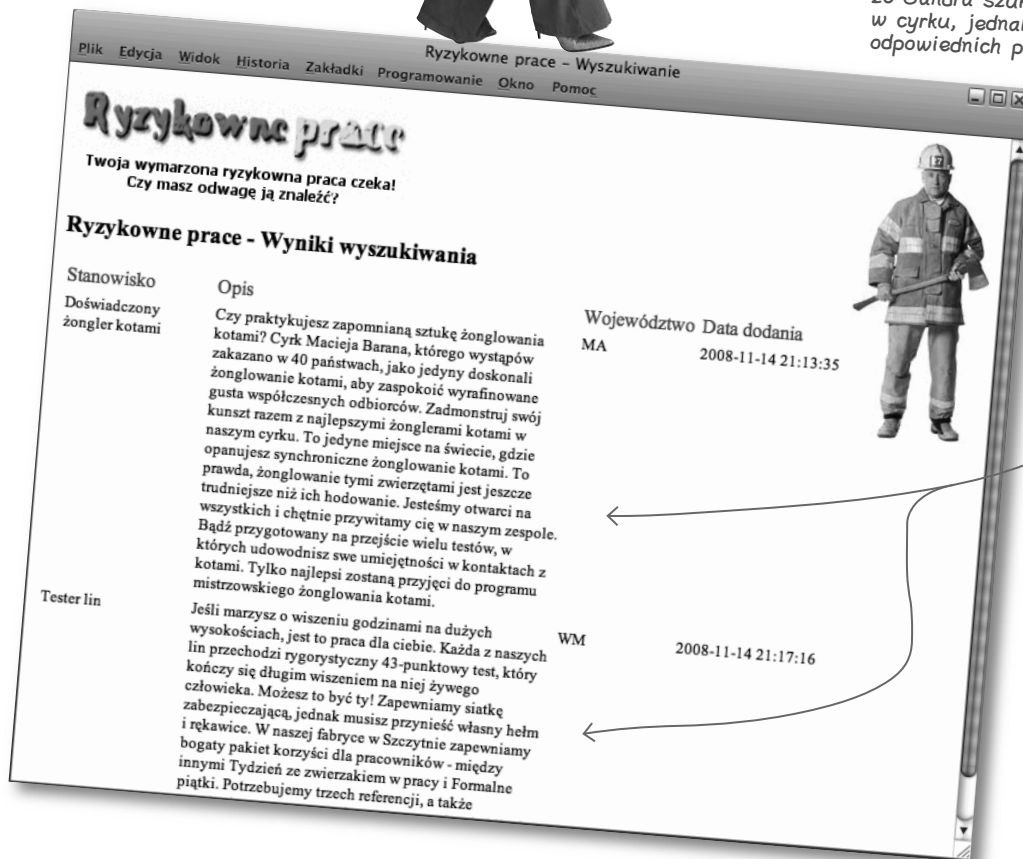 że Sandra
w cyrku,
odpowiednich
Ryzykowne prace - Wyszukiwanie
Plik Edycja Widok Historia Zakładki Programowanie Okno Pomoc
Ryzykowne prace
Twoja wymarzona ryzykowna praca czeka!
Czy masz odwagę ją znaleźć?
Ryzykowne prace - Wyniki wyszukiwania
Stanowisko Opis Województwo Data dodania
Doświadczony
żongler kotami
Czy praktykujesz zapomnianą sztukę żonglowania
kotami? Cyrk Macieja Barana, którego wystąpów
zakazano w 40 państwach, jako jedyny doskonali
żonglowanie kotami, aby zaspokoić wyrafinowane
gusta współczesnych odbiorców. Zadmonstruj swój
kunszt razem z najlepszymi żonglerami kotami w
naszym cyrku. To jedyne miejsce na świecie, gdzie
opanujesz synchroniczne żonglowanie kotami. To
prawda, żonglowanie tymi zwierzętami jest jeszcze
trudniejsze niż ich hodowanie. Jesteśmy otwarci na
wszystkich i chętnie przywitamy cię w naszym zespole.
Bądź przygotowany na przejście wielu testów, w
których udowodnisz swe umiejętności w kontaktach z
kotami. Tylko najlepsi zostaną przyjęci do programu
mistrzowskiego żonglowania kotami.
MA 2008-11-14 21:13:35
Tester lin
Jeśli marzysz o wiszeniu godzinami na dużych
wysokościach, jest to praca dla ciebie. Każda z naszych
lin przechodzi rygorystyczny 43-punktowy test, który
kończy się długim wiszeniem na niej żywego
człowieka. Możesz to być ty! Zapewniamy siatkę
zabezpieczającą, jednak musisz przynieść własny hełm
i rękawice. W naszej fabryce w Szczytnie zapewniamy
bogaty pakiet korzyści dla pracowników - między
innymi Tydzień ze zwierzakiem w pracy i Formalne
piątki. Potrzebujemy trzech referencji, a także
WM 2008-11-14 21:17:16